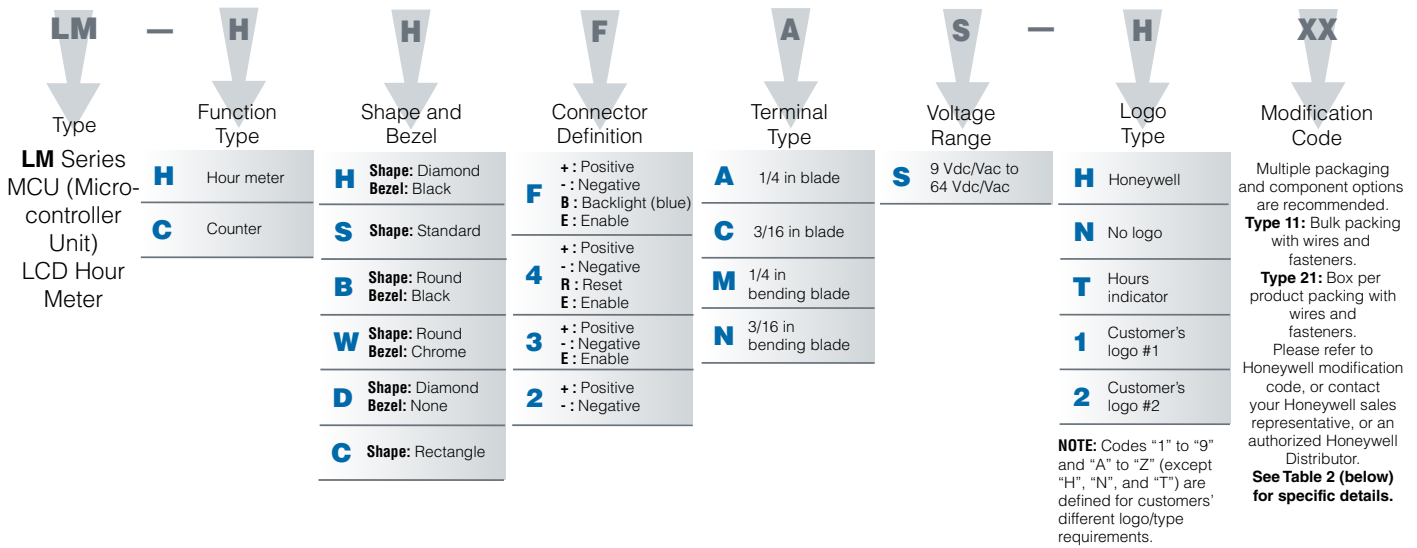 LM – H H F A S – H XX
Type
LM Series
MCU (Micro-
controller
Unit)
LCD Hour
Meter
Function
Type
H Hour meter
C Counter
Shape and
Bezel
H Shape: Diamond
Bezel: Black
S Shape: Standard
B Shape: Round
Bezel: Black
W Shape: Round
Bezel: Chrome
D Shape: Diamond
Bezel: None
C Shape: Rectangle
Connector
Definition
F
+ : Positive
- : Negative
B : Backlight (blue)
E : Enable
4
+ : Positive
- : Negative
R : Reset
E : Enable
3
+ : Positive
- : Negative
E : Enable
2
+ : Positive
- : Negative
Terminal
Type
A 1/4 in blade
C 3/16 in blade
M 1/4 in
bending blade
N 3/16 in
bending blade
Voltage
Range
S 9 Vdc/Vac to
64 Vdc/Vac
Logo
Type
H Honeywell
N No logo
T Hours
indicator
1 Customer's
logo #1
2 Customer's
logo #2
NOTE: Codes “1” to “9”
and “A” to “Z” (except
“H”, “N”, and “T”) are
defined for customers’
different logo/type
requirements.
Modification
Code
Multiple packaging
and component options
are recommended.
Type 11: Bulk packing
with wires and
fasteners.
Type 21: Box per
product packing with
wires and
fasteners.
Please refer to
Honeywell modification
code, or contact
your Honeywell sales
representative, or an
authorized Honeywell
Distributor.
See Table 2 (below)
for specific details.